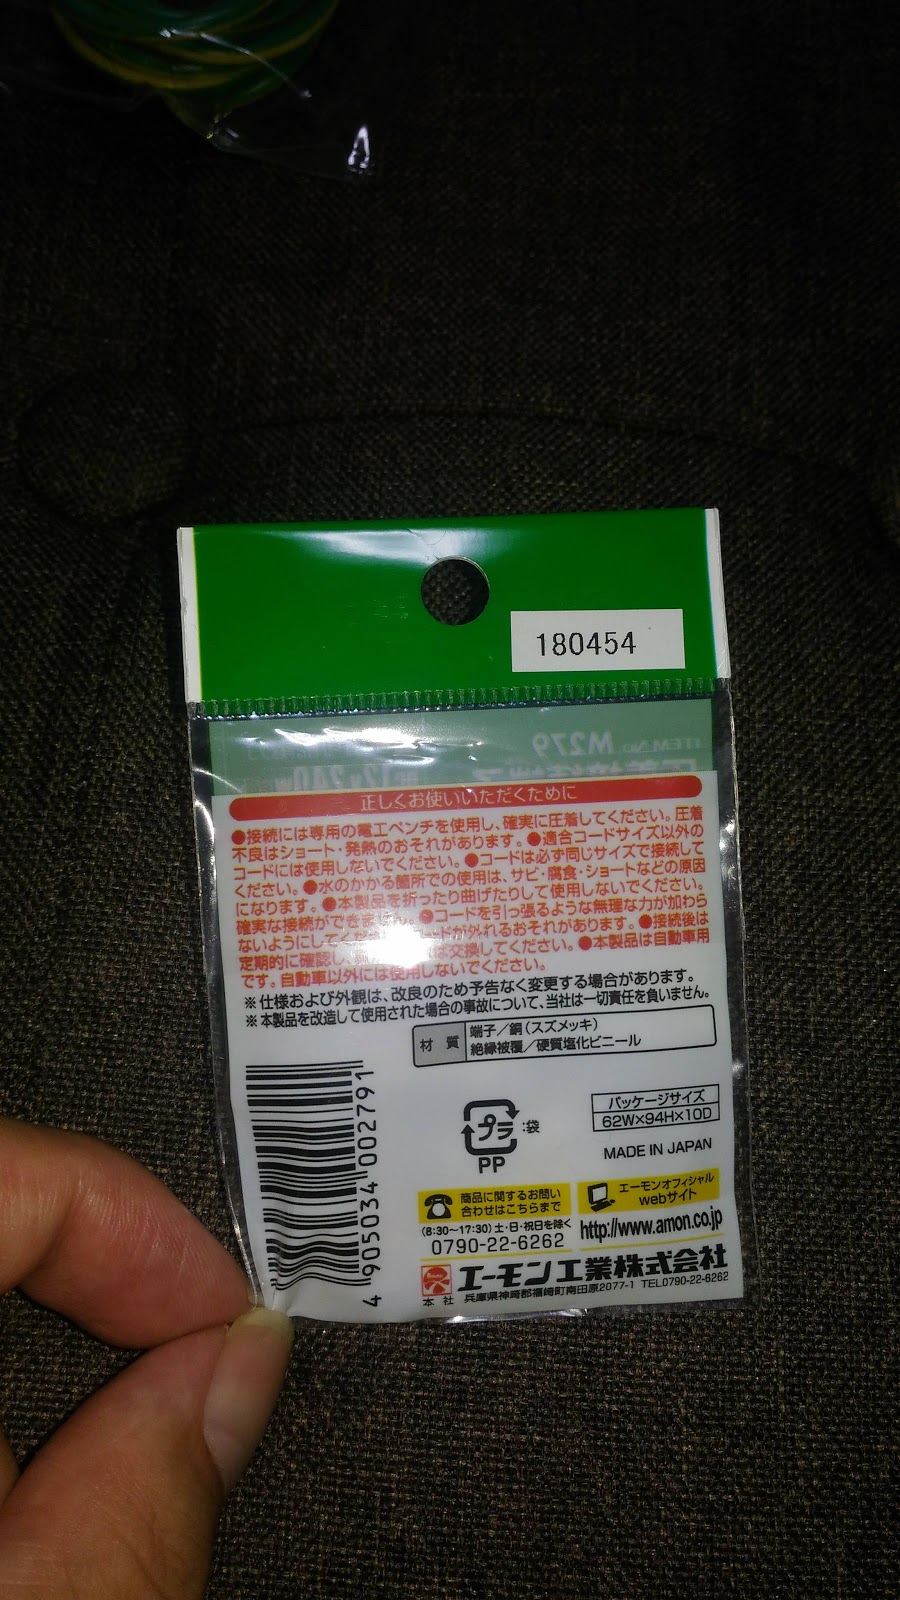 180454
ITEM No. M279
12V240W
正しくお使いいただくために
●接続には専用の電工ペンチを使用し、確実に圧着してください。圧着
不良はショート・発熱のおそれがあります。●適合コードサイズ以外の
コードには使用しないでください。●コードは必ず同じサイズで接続して
ください。●水のかかる箇所での使用は、サビ・腐食・ショートなどの原因
になります。●本製品を折ったり曲げたりして使用しないでください。
確実な接続ができません。●コードを引っ張るような無理な力が加わら
ないようにしてくだ ードが外れるおそれがあります。●接続後は
定期的に確認し、 は交換してください。●本製品は自動車用
です。自動車以外には使用しないでください。
※仕様および外観は、改良のため予告なく変更する場合があります。
※本製品を改造して使用された場合の事故について、当社は一切責任を負いません。
材質 端子／銅(スズメッキ)
絶縁被覆／硬質塩化ビニール
4 905034 002791
プラ :袋
PP
パッケージサイズ
62W×94H×10D
MADE IN JAPAN
商品に関するお問い
合わせはこちらまで
(8:30〜17:30)土・日・祝日を除く
0790-22-6262
エーモンオフィシャル
webサイト
http://www.amon.co.jp
エーモン工業株式会社
本社 兵庫県神崎郡福崎町南田原2077-1 TEL0790-22-6262